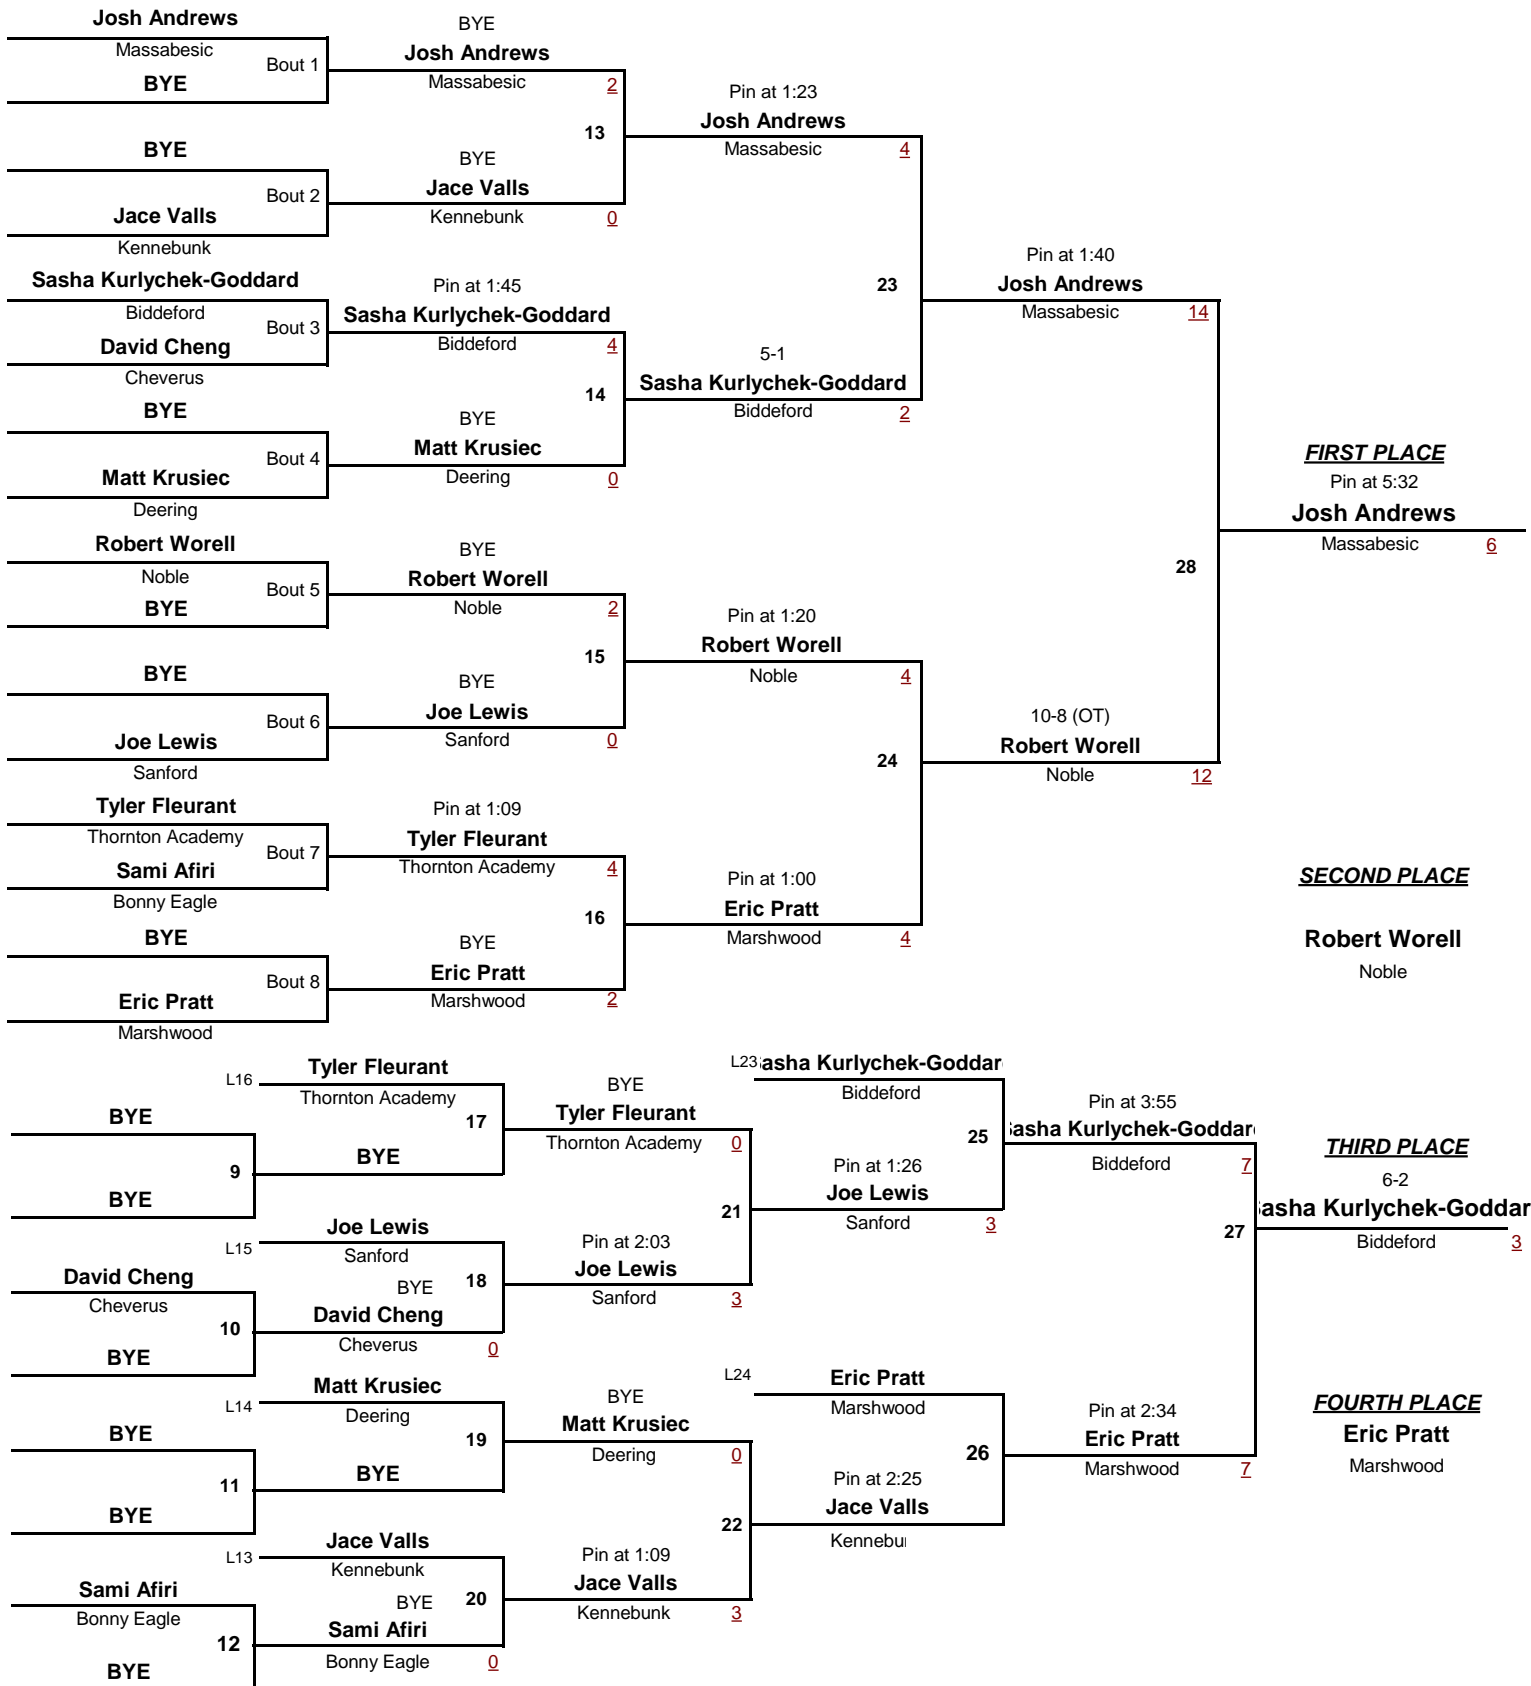 Josh Andrews
Massabesic
Bout 1
BYE
BYE
Josh Andrews
Massabesic
2
13
BYE
Bout 2
Jace Valls
Kennebunk
BYE
Jace Valls
Kennebunk
0
Pin at 1:23
Josh Andrews
Massabesic
4
Sasha Kurlychek-Goddard
Biddeford
Bout 3
David Cheng
Cheverus
Pin at 1:45
Sasha Kurlychek-Goddard
Biddeford
4
14
BYE
Bout 4
Matt Krusiec
Deering
BYE
Matt Krusiec
Deering
0
5-1
Sasha Kurlychek-Goddard
Biddeford
2
23
Pin at 1:40
Josh Andrews
Massabesic
14
Robert Worell
Noble
Bout 5
BYE
BYE
Robert Worell
Noble
2
15
BYE
Bout 6
Joe Lewis
Sanford
BYE
Joe Lewis
Sanford
0
Pin at 1:20
Robert Worell
Noble
4
Tyler Fleurant
Thornton Academy
Bout 7
Sami Afiri
Bonny Eagle
Pin at 1:09
Tyler Fleurant
Thornton Academy
4
16
BYE
Bout 8
Eric Pratt
Marshwood
BYE
Eric Pratt
Marshwood
2
Pin at 1:00
Eric Pratt
Marshwood
4
24
10-8 (OT)
Robert Worell
Noble
12
28
FIRST PLACE
Pin at 5:32
Josh Andrews
Massabesic
6
SECOND PLACE
Robert Worell
Noble
L16
Tyler Fleurant
Thornton Academy
17
BYE
9
BYE
BYE
BYE
Tyler Fleurant
Thornton Academy
0
L15
Joe Lewis
Sanford
18
David Cheng
Cheverus
10
BYE
BYE
David Cheng
Cheverus
0
Pin at 2:03
Joe Lewis
Sanford
3
21
L23
asha Kurlychek-Goddar
Biddeford
25
Pin at 1:26
Joe Lewis
Sanford
3
Pin at 3:55
Sasha Kurlychek-Goddar
Biddeford
7
L14
Matt Krusiec
Deering
19
BYE
11
BYE
BYE
BYE
Matt Krusiec
Deering
0
L13
Jace Valls
Kennebunk
20
Sami Afiri
Bonny Eagle
12
BYE
BYE
Sami Afiri
Bonny Eagle
0
Pin at 1:09
Jace Valls
Kennebunk
3
22
L24
Eric Pratt
Marshwood
26
Pin at 2:25
Jace Valls
Kennebu
Pin at 2:34
Eric Pratt
Marshwood
7
27
THIRD PLACE
6-2
Sasha Kurlychek-Goddar
Biddeford
3
FOURTH PLACE
Eric Pratt
Marshwood